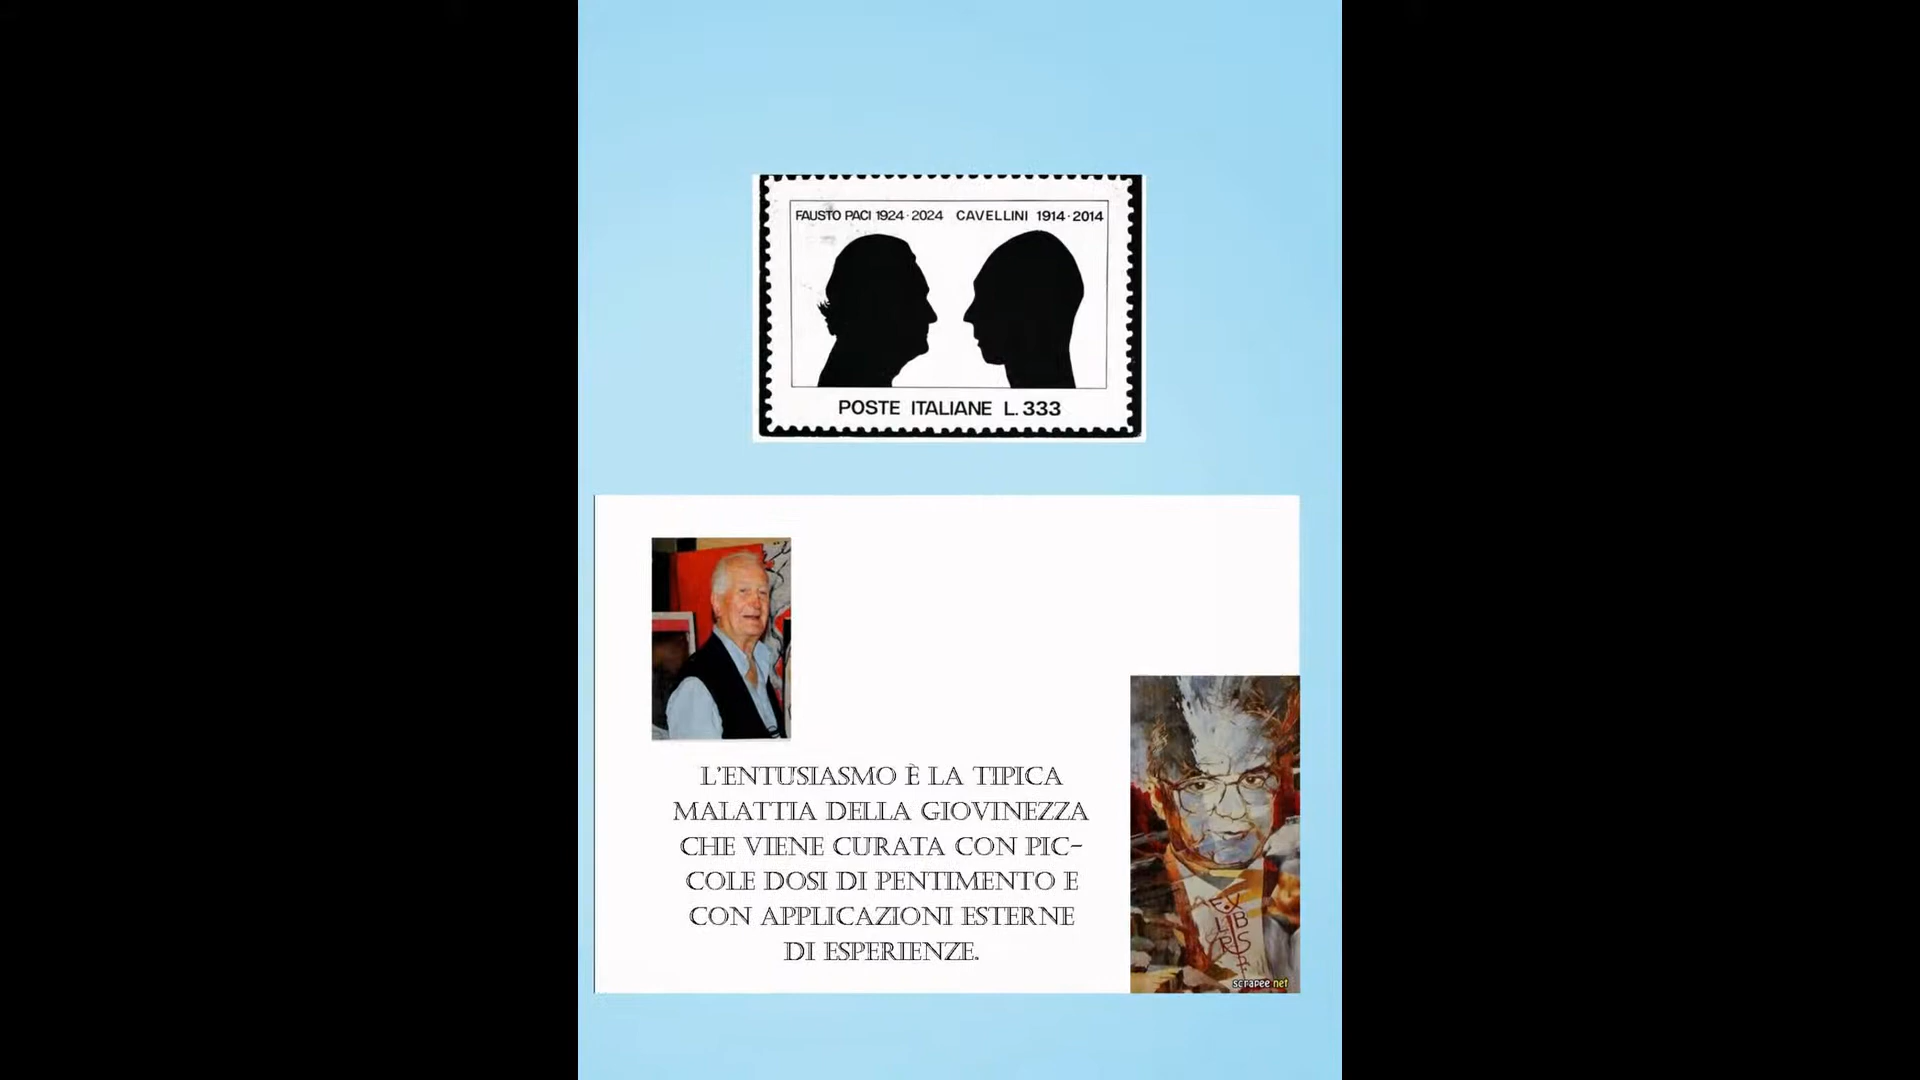 FAUSTO PACI 1924·2024 CAVELLINI 1914·2014
POSTE ITALIANE L. 333
L'ENTUSIASMO È LA TIPICA
MALATTIA DELLA GIOVINEZZA
CHE VIENE CURATA CON PIC-
COLE DOSI DI PENTIMENTO E
CON APPLICAZIONI ESTERNE
DI ESPERIENZE.
scrapee.net